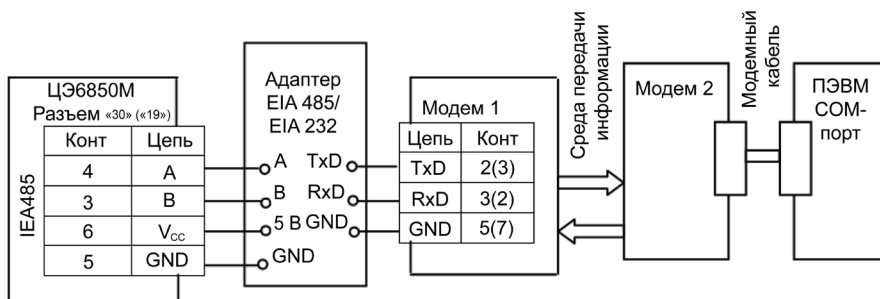 ЦЭ6850М
Разъем «30» («19»)
IEA485
Конт Цепь
4 A
3 B
6 Vcc
5 GND
Адаптер
EIA 485/
EIA 232
A TxD
B RxD
5 В GND
GND
Модем 1
Цепь Конт
TxD 2(3)
RxD 3(2)
GND 5(7)
Среда передачи
информации
Модем 2
Модемный
кабель
ПЭВМ
COM-
порт